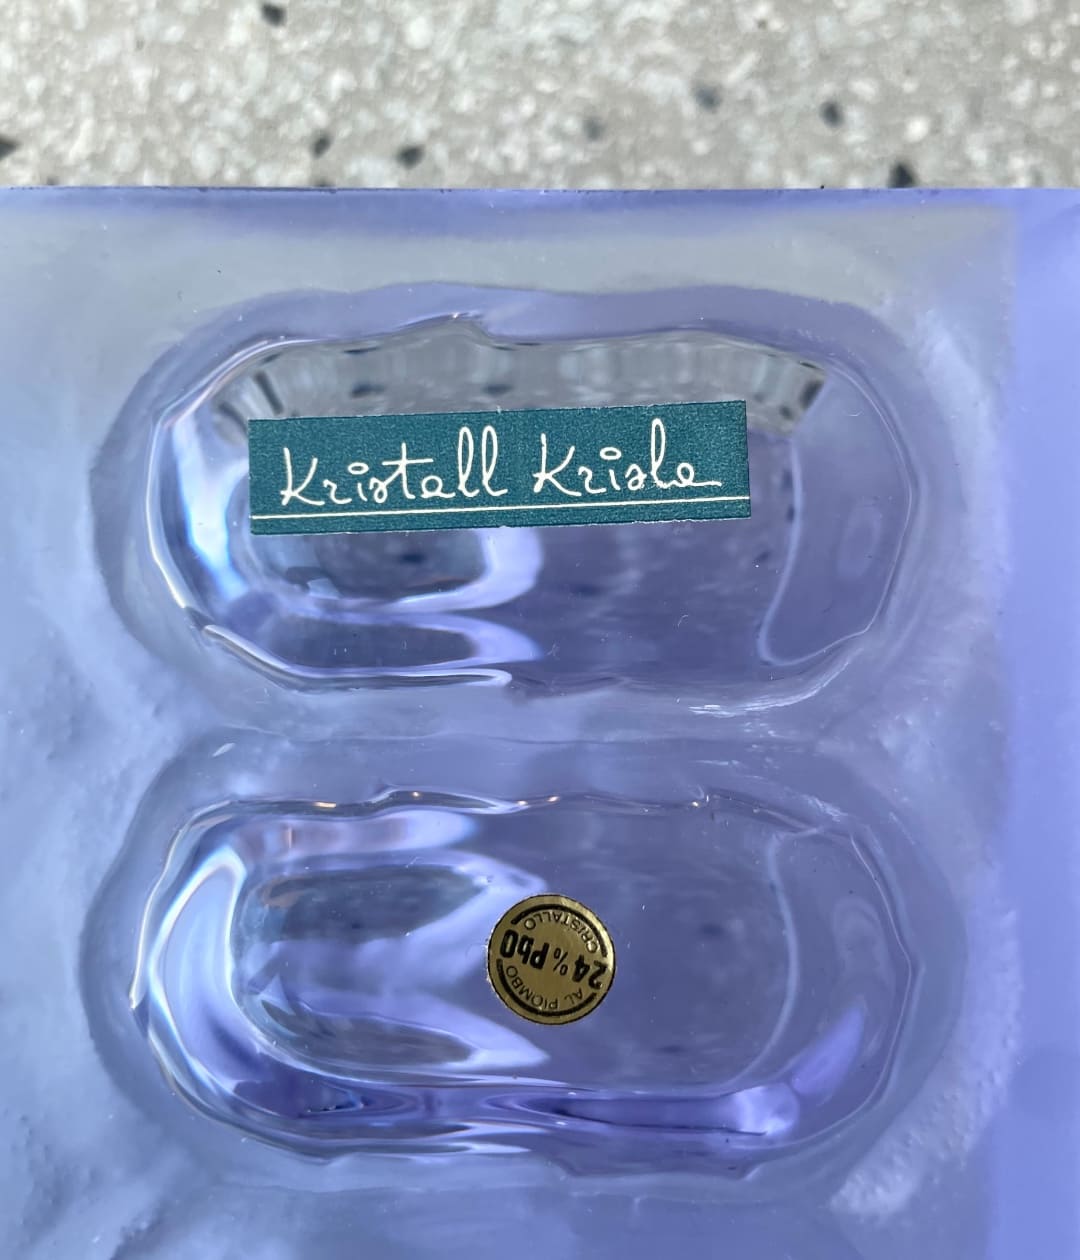 Kristall Krisla
CRISTALLO
24% PbO
AL PIOMBO